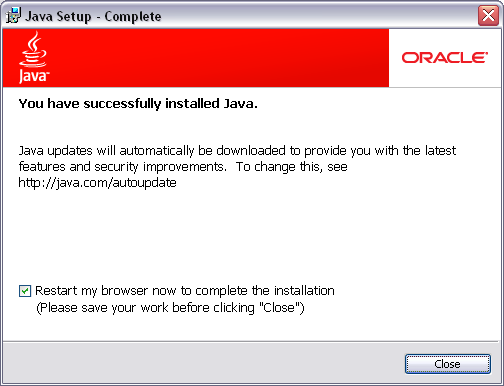 Java Setup - Complete
Java™
ORACLE®
You have successfully installed Java.
Java updates will automatically be downloaded to provide you with the latest
features and security improvements.  To change this, see
http://java.com/autoupdate
Restart my browser now to complete the installation
(Please save your work before clicking "Close")
Close